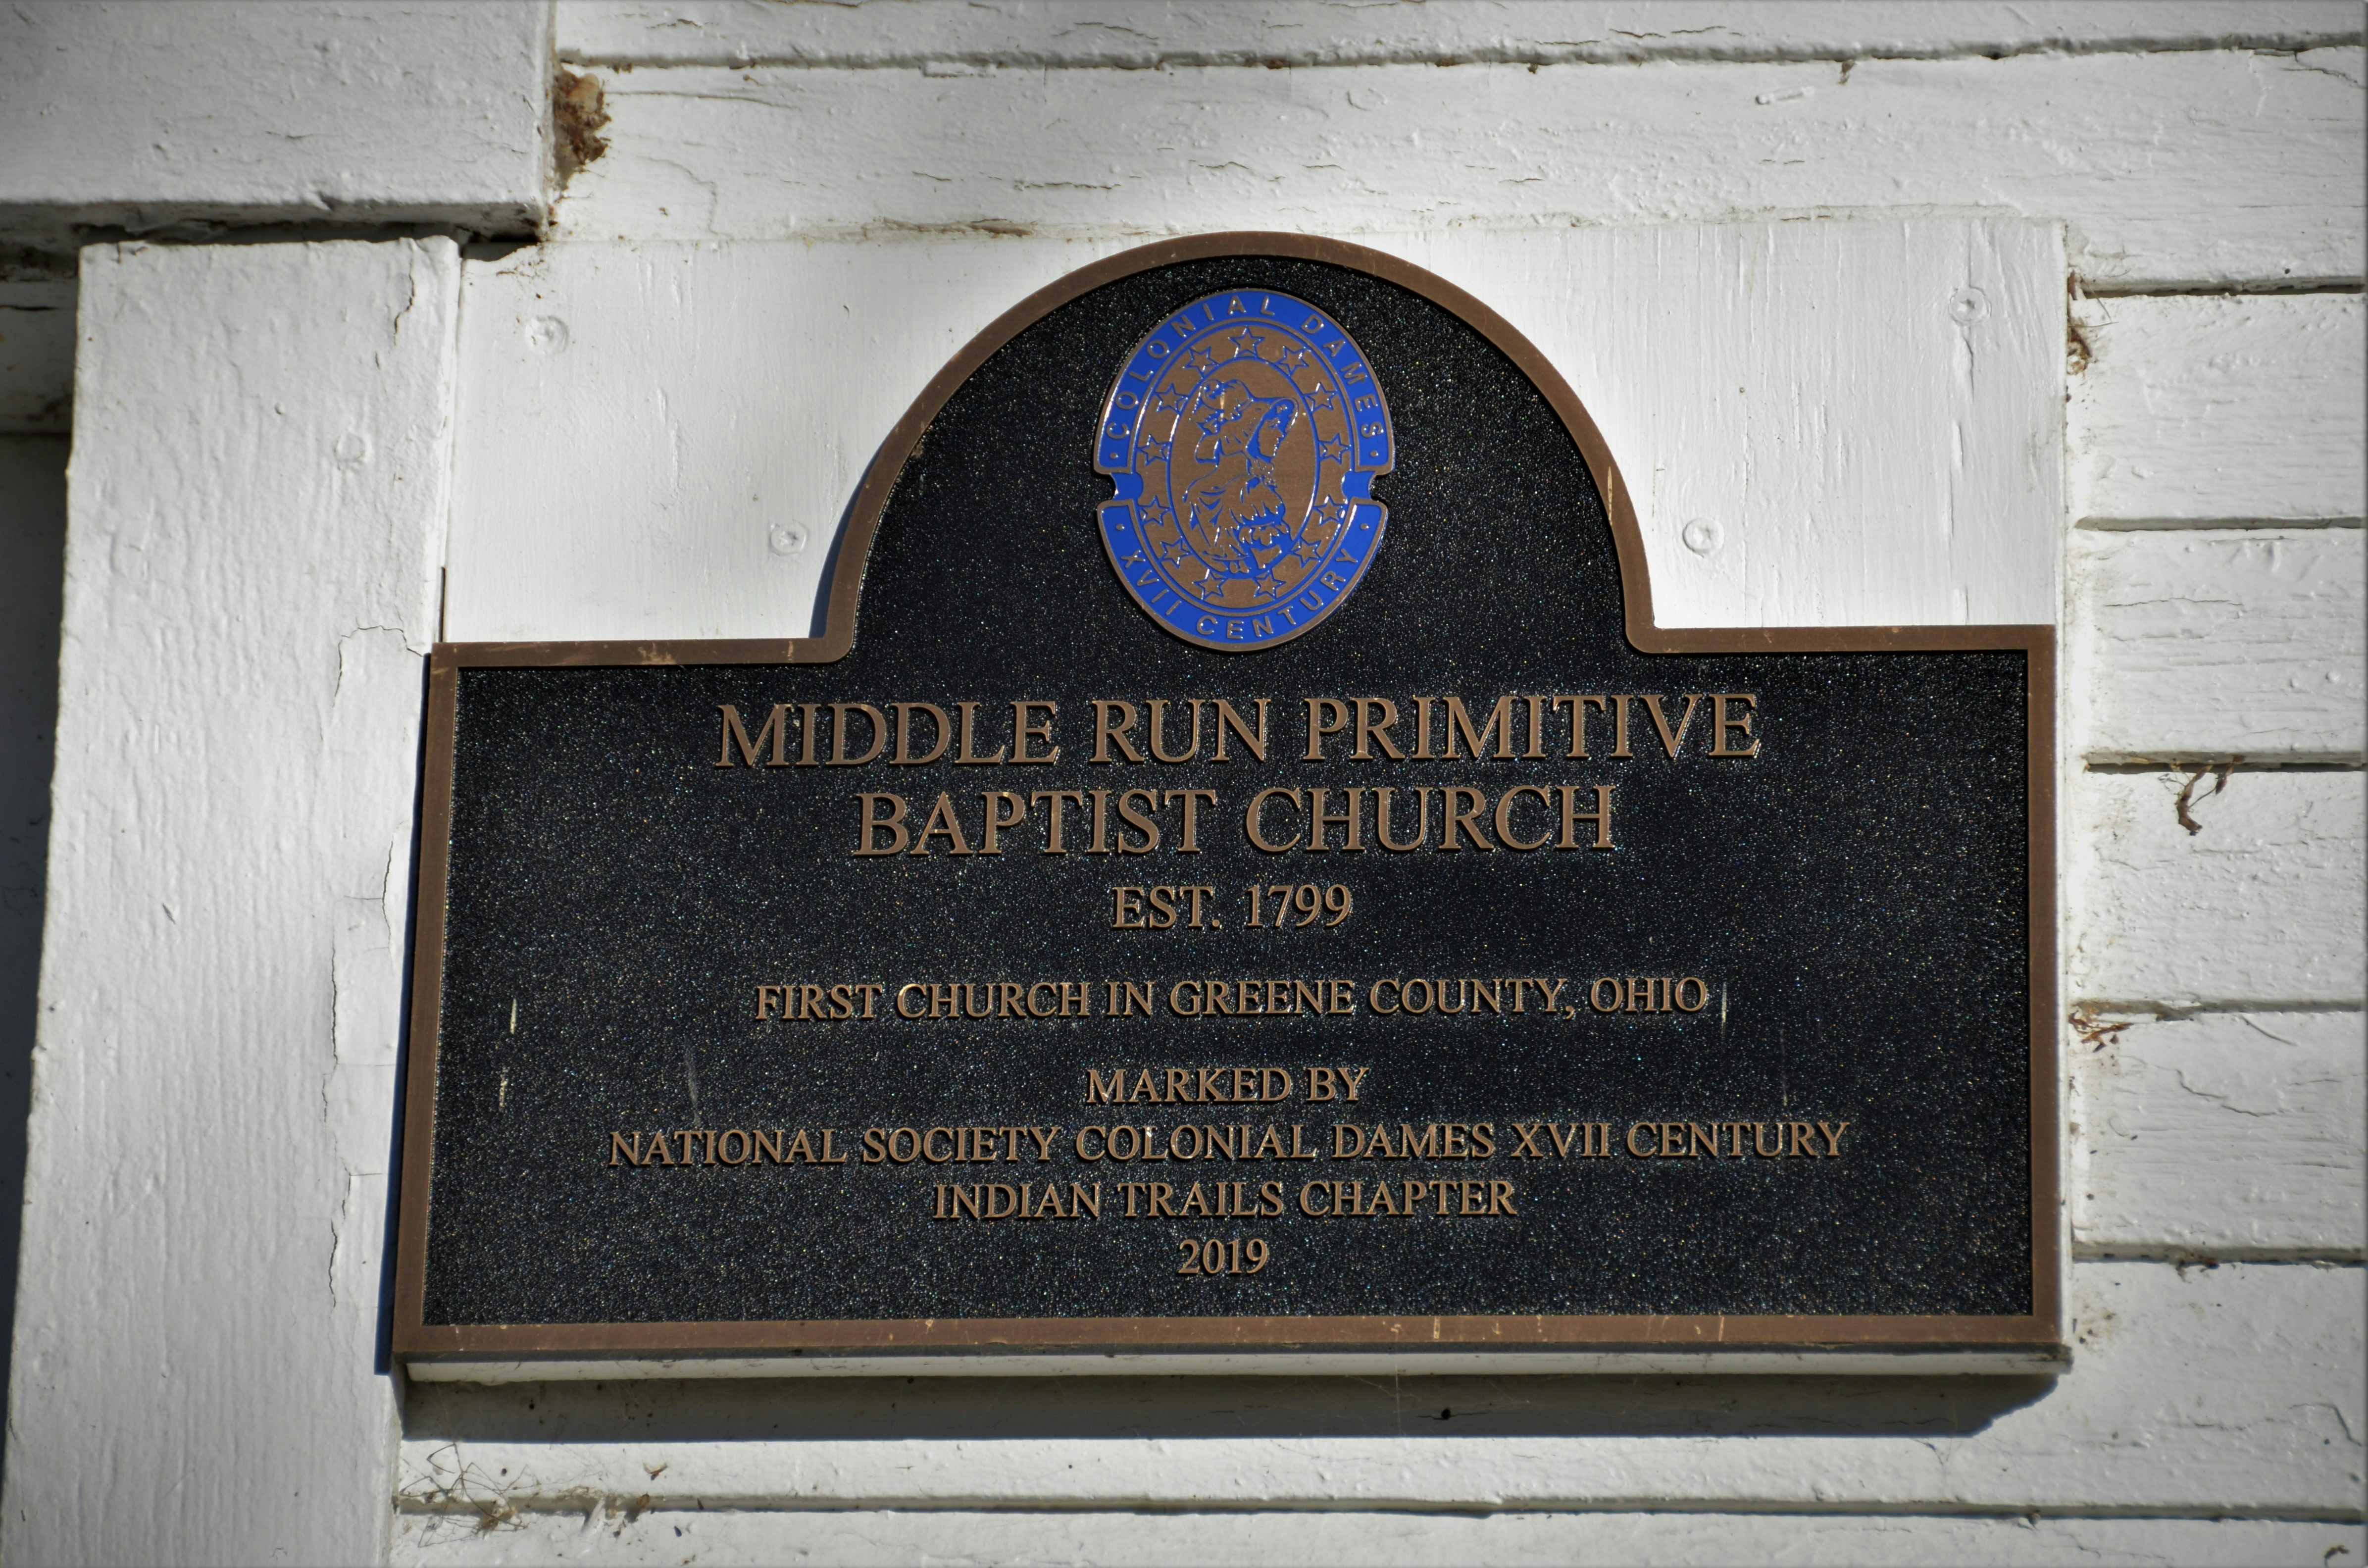 COLONIAL DAMES
XVII CENTURY
MIDDLE RUN PRIMITIVE
BAPTIST CHURCH
EST. 1799
FIRST CHURCH IN GREENE COUNTY, OHIO
MARKED BY
NATIONAL SOCIETY COLONIAL DAMES XVII CENTURY
INDIAN TRAILS CHAPTER
2019